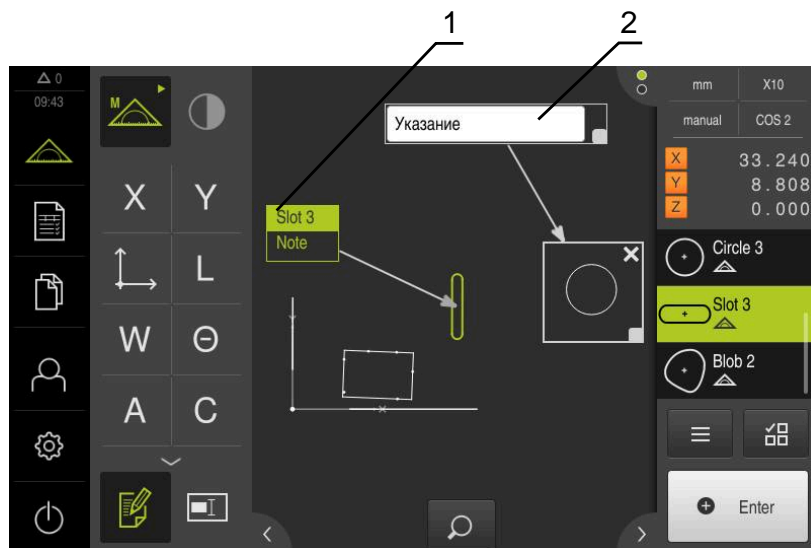 1
2
0
09:43
M
X
Y
L
W
Θ
A
C
Указание
Slot 3
Note
mm
X10
manual
COS 2
X 33.240
Y 8.808
Z 0.000
Circle 3
Slot 3
Blob 2
Enter